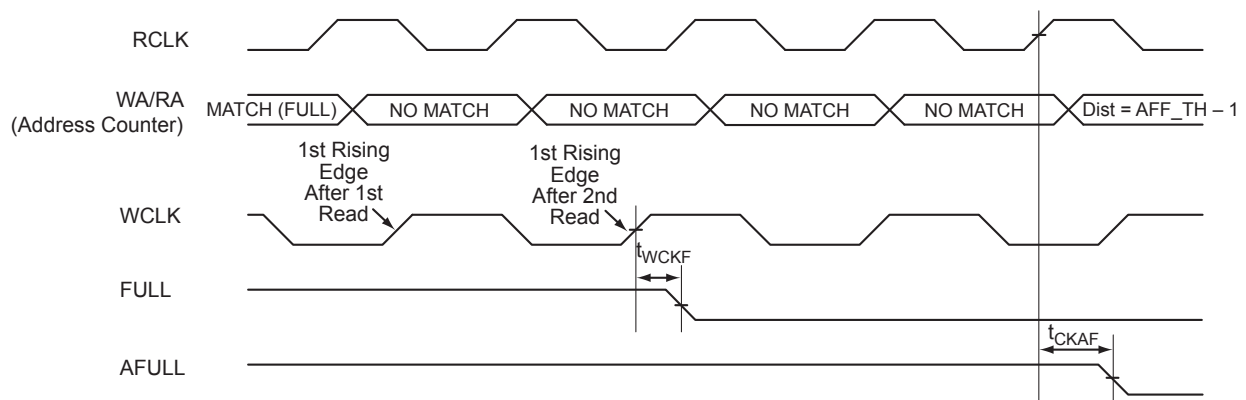 RCLK
WA/RA
(Address Counter)
MATCH (FULL)
NO MATCH
NO MATCH
NO MATCH
NO MATCH
Dist = AFF_TH – 1
1st Rising
Edge
After 1st
Read
1st Rising
Edge
After 2nd
Read
WCLK
tWCKF
FULL
tCKAF
AFULL